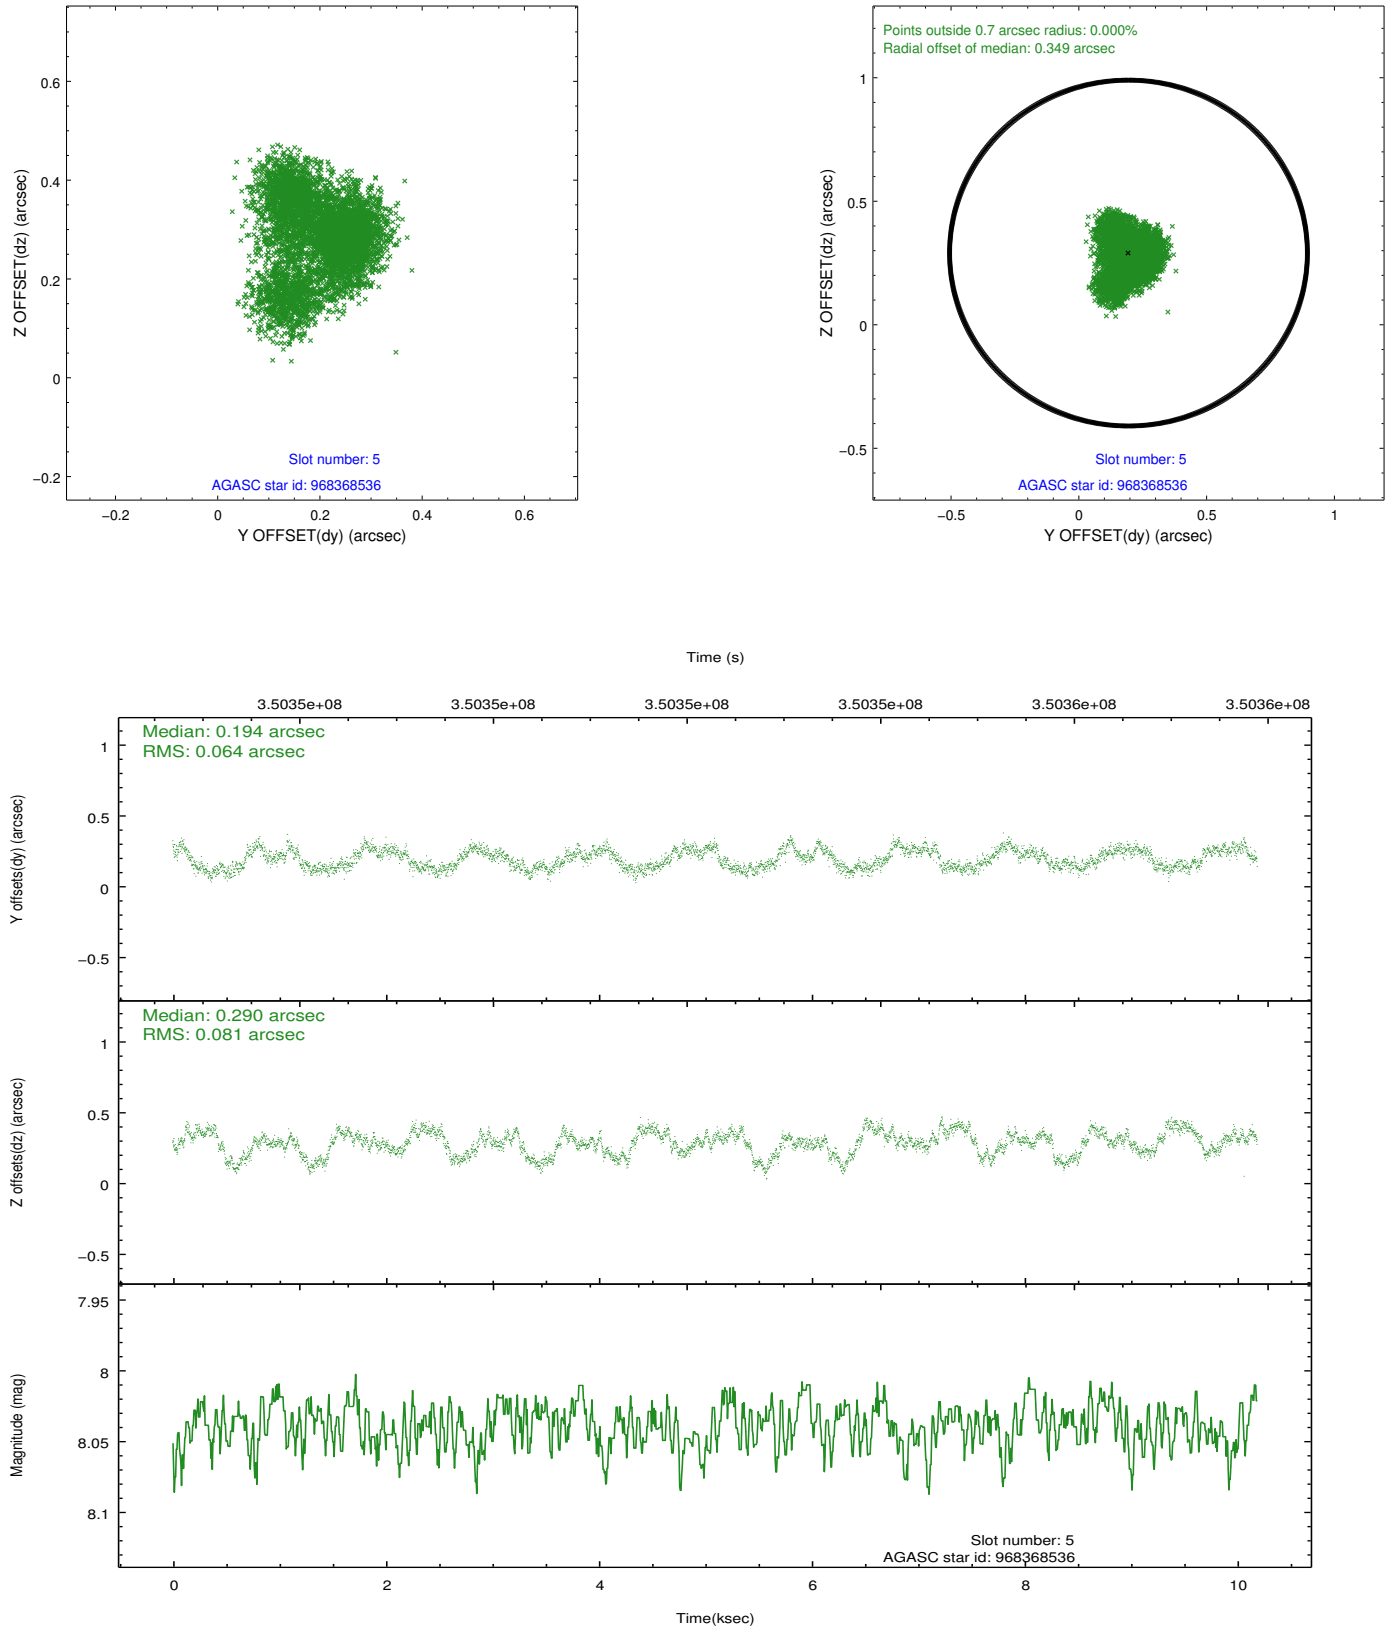 0.6
0.4
0.2
0
−0.2
Z OFFSET(dz) (arcsec)
Slot number: 5
AGASC star id: 968368536
−0.2 0 0.2 0.4 0.6
Y OFFSET(dy) (arcsec)
Points outside 0.7 arcsec radius: 0.000%
Radial offset of median: 0.349 arcsec
1
0.5
0
−0.5
Z OFFSET(dz) (arcsec)
Slot number: 5
AGASC star id: 968368536
−0.5 0 0.5 1
Y OFFSET(dy) (arcsec)
Time (s)
3.5035e+08 3.5035e+08 3.5035e+08 3.5035e+08 3.5036e+08 3.5036e+08
Median: 0.194 arcsec
RMS: 0.064 arcsec
1
0.5
0
−0.5
Y offsets(dy) (arcsec)
Median: 0.290 arcsec
RMS: 0.081 arcsec
1
0.5
0
−0.5
Z offsets(dz) (arcsec)
7.95
8
8.05
8.1
Magnitude (mag)
Slot number: 5
AGASC star id: 968368536
0 2 4 6 8 10
Time(ksec)